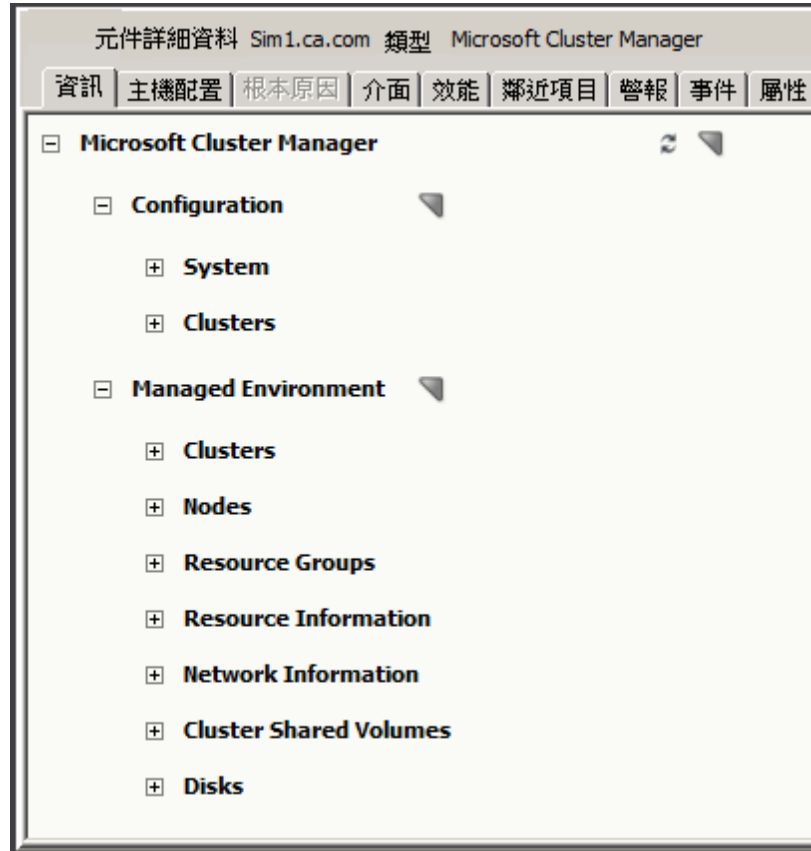 元件詳細資料 Sim1.ca.com 類型 Microsoft Cluster Manager
資訊 主機配置 根本原因 介面 效能 鄰近項目 警報 事件 屬性
Microsoft Cluster Manager
Configuration
System
Clusters
Managed Environment
Clusters
Nodes
Resource Groups
Resource Information
Network Information
Cluster Shared Volumes
Disks